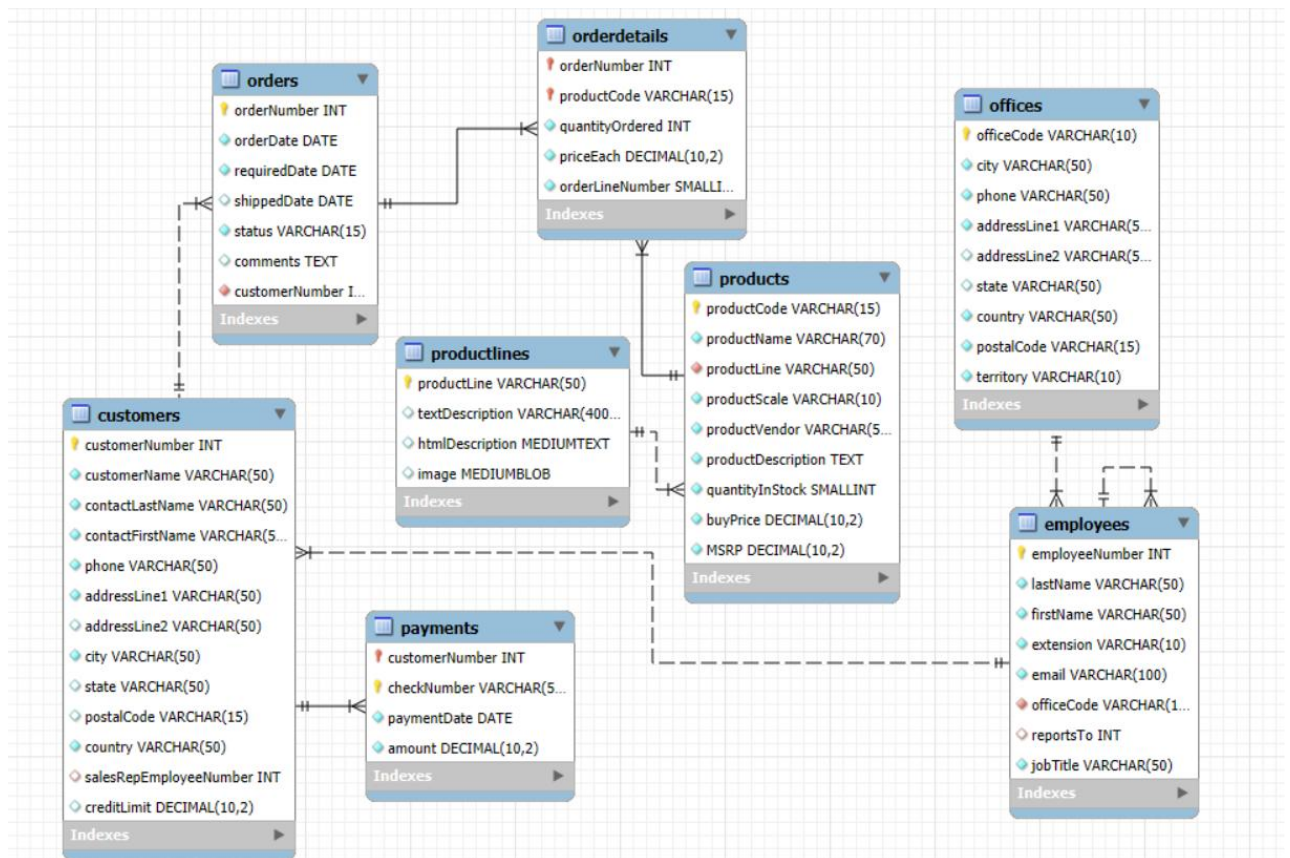 orders
orderNumber INT
orderDate DATE
requiredDate DATE
shippedDate DATE
status VARCHAR(15)
comments TEXT
customerNumber I...
Indexes
orderdetails
orderNumber INT
productCode VARCHAR(15)
quantityOrdered INT
priceEach DECIMAL(10,2)
orderLineNumber SMALLI...
Indexes
offices
officeCode VARCHAR(10)
city VARCHAR(50)
phone VARCHAR(50)
addressLine1 VARCHAR(5...
addressLine2 VARCHAR(5...
state VARCHAR(50)
country VARCHAR(50)
postalCode VARCHAR(15)
territory VARCHAR(10)
Indexes
productlines
productLine VARCHAR(50)
textDescription VARCHAR(400...
htmlDescription MEDIUMTEXT
image MEDIUMBLOB
Indexes
products
productCode VARCHAR(15)
productName VARCHAR(70)
productLine VARCHAR(50)
productScale VARCHAR(10)
productVendor VARCHAR(5...
productDescription TEXT
quantityInStock SMALLINT
buyPrice DECIMAL(10,2)
MSRP DECIMAL(10,2)
Indexes
customers
customerNumber INT
customerName VARCHAR(50)
contactLastName VARCHAR(50)
contactFirstName VARCHAR(5...
phone VARCHAR(50)
addressLine1 VARCHAR(50)
addressLine2 VARCHAR(50)
city VARCHAR(50)
state VARCHAR(50)
postalCode VARCHAR(15)
country VARCHAR(50)
salesRepEmployeeNumber INT
creditLimit DECIMAL(10,2)
Indexes
payments
customerNumber INT
checkNumber VARCHAR(5...
paymentDate DATE
amount DECIMAL(10,2)
Indexes
employees
employeeNumber INT
lastName VARCHAR(50)
firstName VARCHAR(50)
extension VARCHAR(10)
email VARCHAR(100)
officeCode VARCHAR(1...
reportsTo INT
jobTitle VARCHAR(50)
Indexes